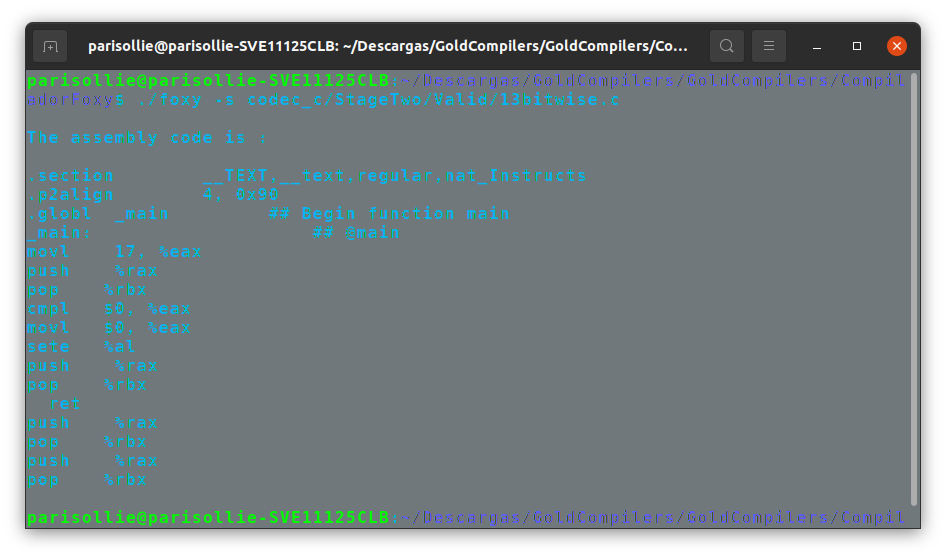 parisollie@parisollie-SVE11125CLB: ~/Descargas/GoldCompilers/GoldCompilers/Co...
parisollie@parisollie-SVE11125CLB:~/Descargas/GoldCompilers/GoldCompilers/Compil
adorFoxy$ ./foxy -s codec_c/StageTwo/Valid/13bitwise.c
The assembly code is :
.section        __TEXT,__text,regular,nat_Instructs
.p2align        4, 0x90
.globl  _main         ## Begin function main
_main:                    ## @main
movl    17, %eax
push    %rax
pop    %rbx
cmpl   $0, %eax
movl   $0, %eax
sete   %al
push    %rax
pop    %rbx
  ret
push    %rax
pop    %rbx
push    %rax
pop    %rbx
parisollie@parisollie-SVE11125CLB:~/Descargas/GoldCompilers/GoldCompilers/Compil